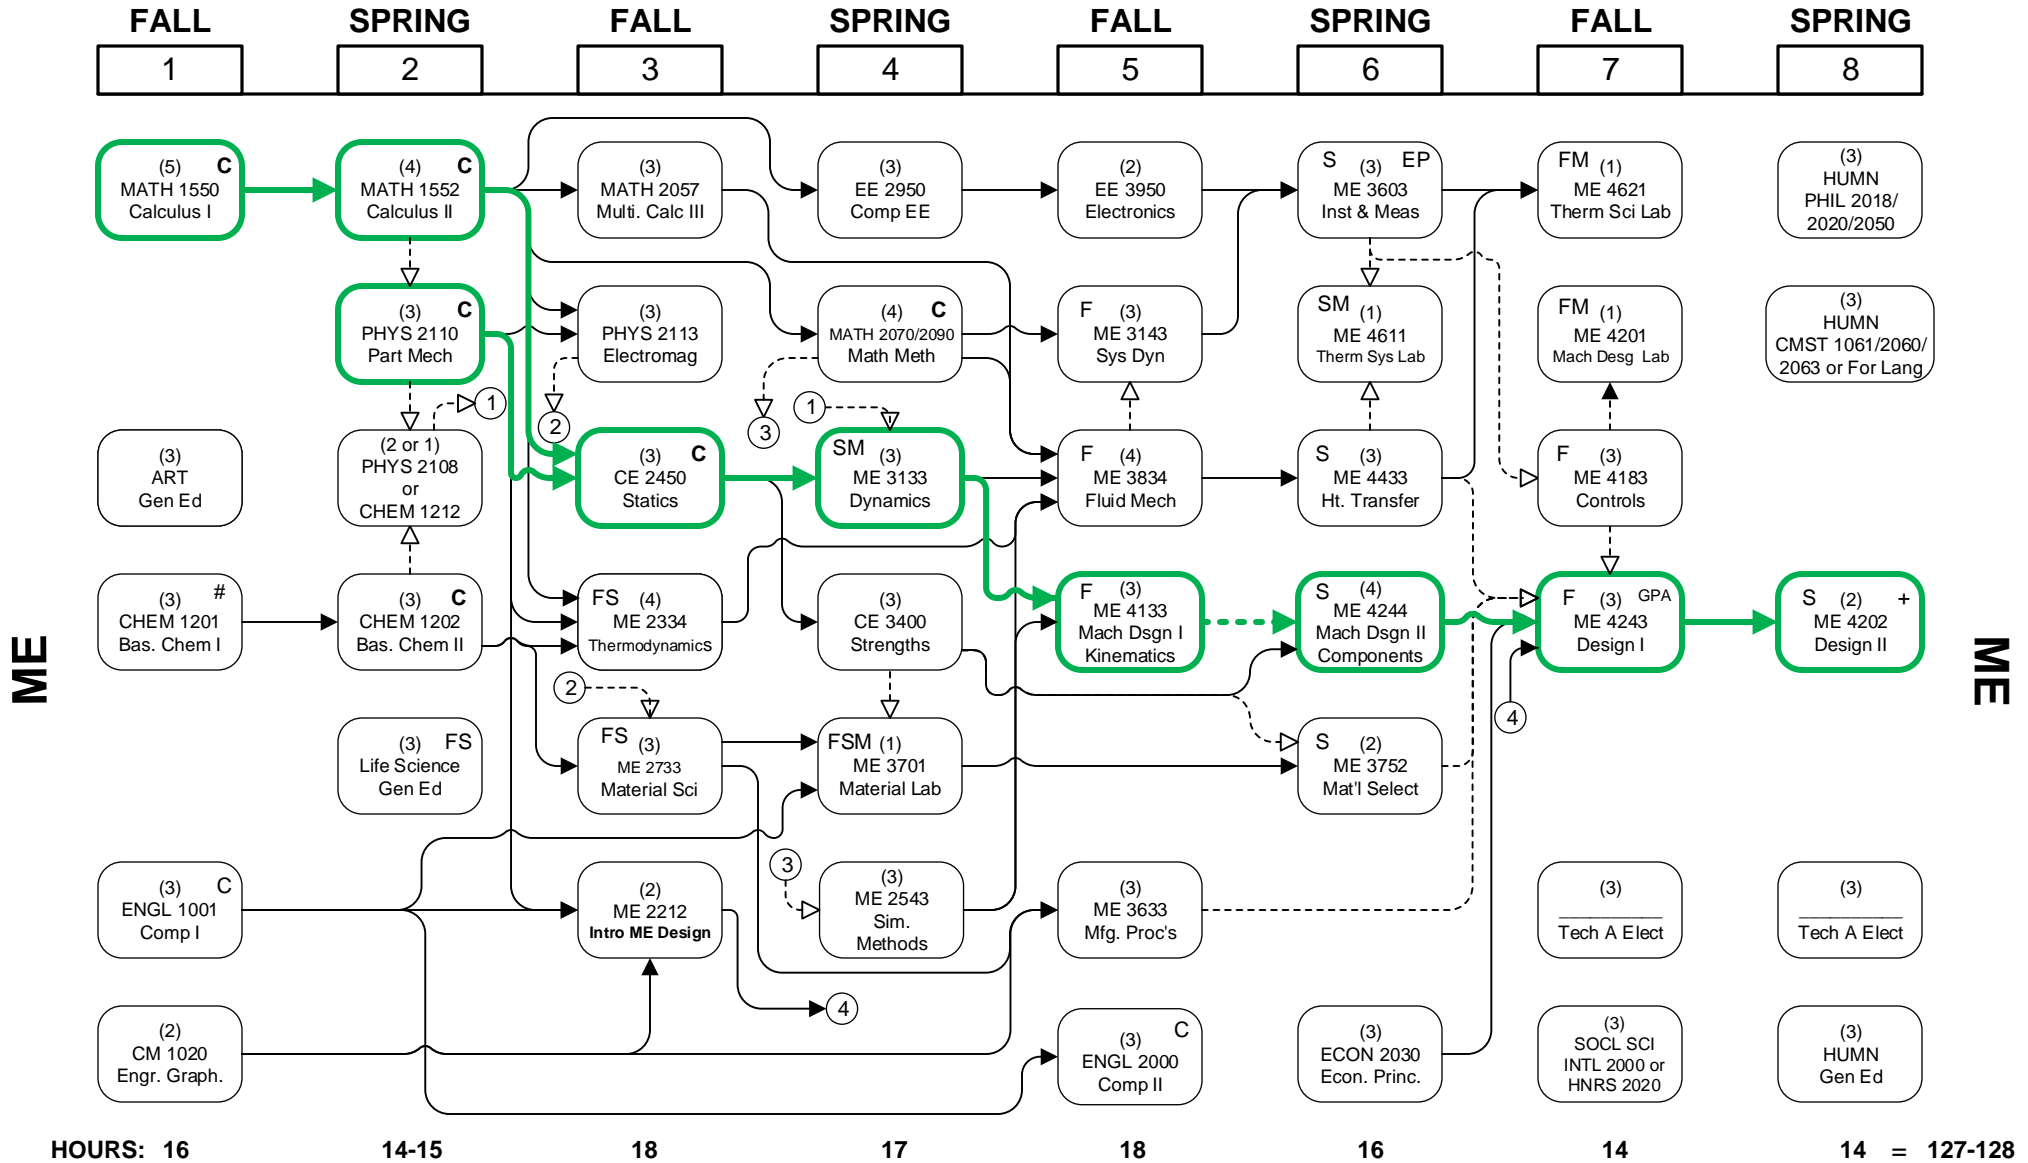 FALL SPRING FALL SPRING FALL SPRING FALL SPRING
1 2 3 4 5 6 7 8
(5) C
MATH 1550
Calculus I
(4) C
MATH 1552
Calculus II
(3)
MATH 2057
Multi. Calc III
(3)
EE 2950
Comp EE
(2)
EE 3950
Electronics
S (3) EP
ME 3603
Inst & Meas
FM (1)
ME 4621
Therm Sci Lab
(3)
HUMN
PHIL 2018/
2020/2050
(3) C
PHYS 2110
Part Mech
(3)
PHYS 2113
Electromag
(4) C
MATH 2070/2090
Math Meth
F (3)
ME 3143
Sys Dyn
SM (1)
ME 4611
Therm Sys Lab
FM (1)
ME 4201
Mach Desg Lab
(3)
HUMN
CMST 1061/2060/
2063 or For Lang
1
2
3
1
(3)
ART
Gen Ed
(2 or 1)
PHYS 2108
or
CHEM 1212
(3) C
CE 2450
Statics
SM (3)
ME 3133
Dynamics
F (4)
ME 3834
Fluid Mech
S (3)
ME 4433
Ht. Transfer
F (3)
ME 4183
Controls
(3) #
CHEM 1201
Bas. Chem I
(3) C
CHEM 1202
Bas. Chem II
FS (4)
ME 2334
Thermodynamics
(3)
CE 3400
Strengths
F (3)
ME 4133
Mach Dsgn I
Kinematics
S (4)
ME 4244
Mach Dsgn II
Components
F (3) GPA
ME 4243
Design I
S (2) +
ME 4202
Design II
ME
ME
2
4
(3) FS
Life Science
Gen Ed
FS (3)
ME 2733
Material Sci
FSM (1)
ME 3701
Material Lab
S (2)
ME 3752
Mat'l Select
3
(3) C
ENGL 1001
Comp I
(2)
ME 2212
Intro ME Design
(3)
ME 2543
Sim.
Methods
(3)
ME 3633
Mfg. Proc's
(3)
__________
Tech A Elect
(3)
__________
Tech A Elect
4
(2)
CM 1020
Engr. Graph.
(3) C
ENGL 2000
Comp II
(3)
ECON 2030
Econ. Princ.
(3)
SOCL SCI
INTL 2000 or
HNRS 2020
(3)
HUMN
Gen Ed
HOURS: 16 14-15 18 17 18 16 14 14 = 127-128